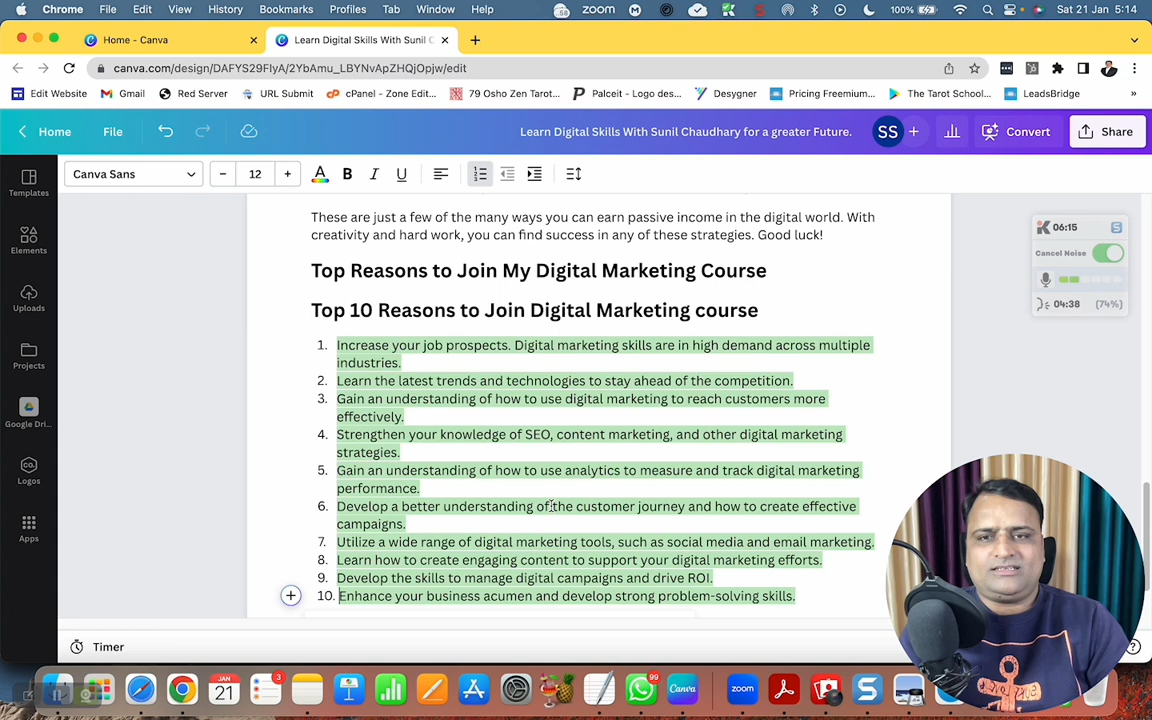 Chrome File Edit View History Bookmarks Profiles Tab Window Help zoom 100% Sat 21 Jan 5:14
Home - Canva
Learn Digital Skills With Sunil C
canva.com/design/DAFYS29FIyA/2YbAmu_LBYNvApZHQjOpjw/edit
Edit Website Gmail Red Server URL Submit cPanel - Zone Edit... 79 Osho Zen Tarot... Palceit - Logo des... Desygner Pricing Freemium... The Tarot School... LeadsBridge »
Home File Learn Digital Skills With Sunil Chaudhary for a greater Future. SS Convert Share
Canva Sans 12 A B I U
Templates
Elements
Uploads
Projects
Google Dri...
Logos
Apps
These are just a few of the many ways you can earn passive income in the digital world. With
creativity and hard work, you can find success in any of these strategies. Good luck!
Top Reasons to Join My Digital Marketing Course
Top 10 Reasons to Join Digital Marketing course
1. Increase your job prospects. Digital marketing skills are in high demand across multiple
industries.
2. Learn the latest trends and technologies to stay ahead of the competition.
3. Gain an understanding of how to use digital marketing to reach customers more
effectively.
4. Strengthen your knowledge of SEO, content marketing, and other digital marketing
strategies.
5. Gain an understanding of how to use analytics to measure and track digital marketing
performance.
6. Develop a better understanding of the customer journey and how to create effective
campaigns.
7. Utilize a wide range of digital marketing tools, such as social media and email marketing.
8. Learn how to create engaging content to support your digital marketing efforts.
9. Develop the skills to manage digital campaigns and drive ROI.
10. Enhance your business acumen and develop strong problem-solving skills.
06:15
Cancel Noise
04:38 (74%)
Timer
JAN
21
3
99
Canva
zoom